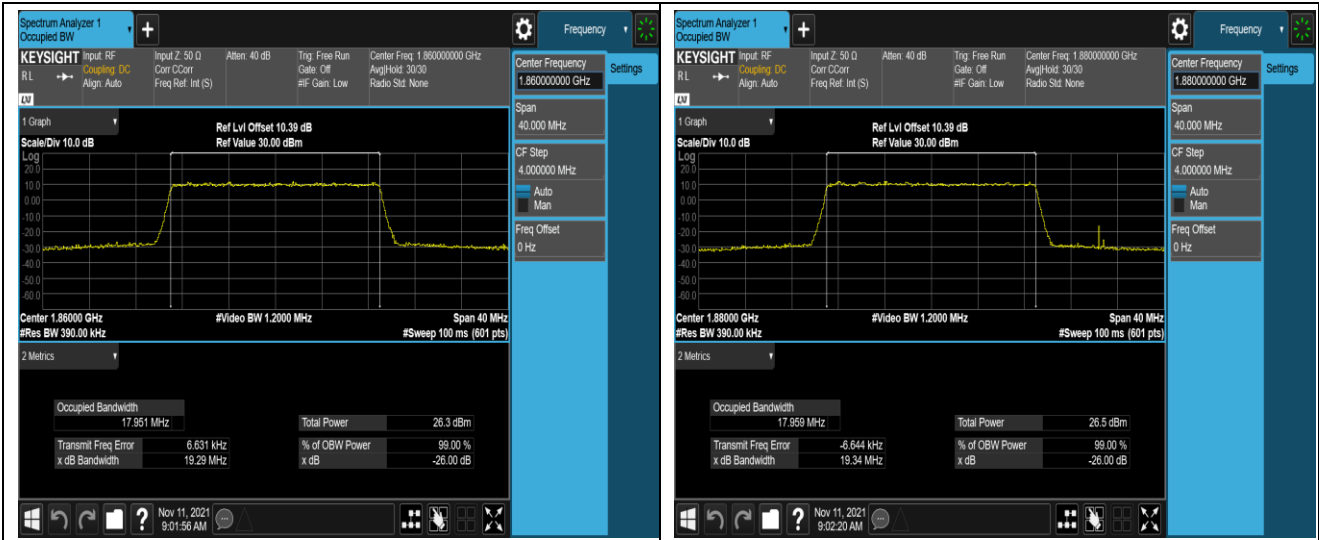 Spectrum Analyzer 1
Occupied BW
+
Frequency
KEYSIGHT
Input: RF
Input Z: 50 Ω
Atten: 40 dB
Trig: Free Run
Center Freq: 1.860000000 GHz
RL
Coupling: DC
Corr CCorr
Gate: Off
Avg|Hold: 30/30
Align: Auto
Freq Ref: Int (S)
#IF Gain: Low
Radio Std: None
LXI
Center Frequency
1.860000000 GHz
Settings
Span
40.000 MHz
CF Step
4.000000 MHz
Auto
Man
Freq Offset
0 Hz
1 Graph
Ref Lvl Offset 10.39 dB
Scale/Div 10.0 dB
Ref Value 30.00 dBm
Log
20.0
10.0
0.00
-10.0
-20.0
-30.0
-40.0
-50.0
-60.0
Center 1.86000 GHz
#Video BW 1.2000 MHz
Span 40 MHz
#Res BW 390.00 kHz
#Sweep 100 ms (601 pts)
2 Metrics
Occupied Bandwidth
17.951 MHz
Total Power 26.3 dBm
Transmit Freq Error 6.631 kHz
% of OBW Power 99.00 %
x dB Bandwidth 19.29 MHz
x dB -26.00 dB
?
Nov 11, 2021
9:01:56 AM
Spectrum Analyzer 1
Occupied BW
+
Frequency
KEYSIGHT
Input: RF
Input Z: 50 Ω
Atten: 40 dB
Trig: Free Run
Center Freq: 1.880000000 GHz
RL
Coupling: DC
Corr CCorr
Gate: Off
Avg|Hold: 30/30
Align: Auto
Freq Ref: Int (S)
#IF Gain: Low
Radio Std: None
LXI
Center Frequency
1.880000000 GHz
Settings
Span
40.000 MHz
CF Step
4.000000 MHz
Auto
Man
Freq Offset
0 Hz
1 Graph
Ref Lvl Offset 10.39 dB
Scale/Div 10.0 dB
Ref Value 30.00 dBm
Log
20.0
10.0
0.00
-10.0
-20.0
-30.0
-40.0
-50.0
-60.0
Center 1.88000 GHz
#Video BW 1.2000 MHz
Span 40 MHz
#Res BW 390.00 kHz
#Sweep 100 ms (601 pts)
2 Metrics
Occupied Bandwidth
17.959 MHz
Total Power 26.5 dBm
Transmit Freq Error -6.644 kHz
% of OBW Power 99.00 %
x dB Bandwidth 19.34 MHz
x dB -26.00 dB
?
Nov 11, 2021
9:02:20 AM